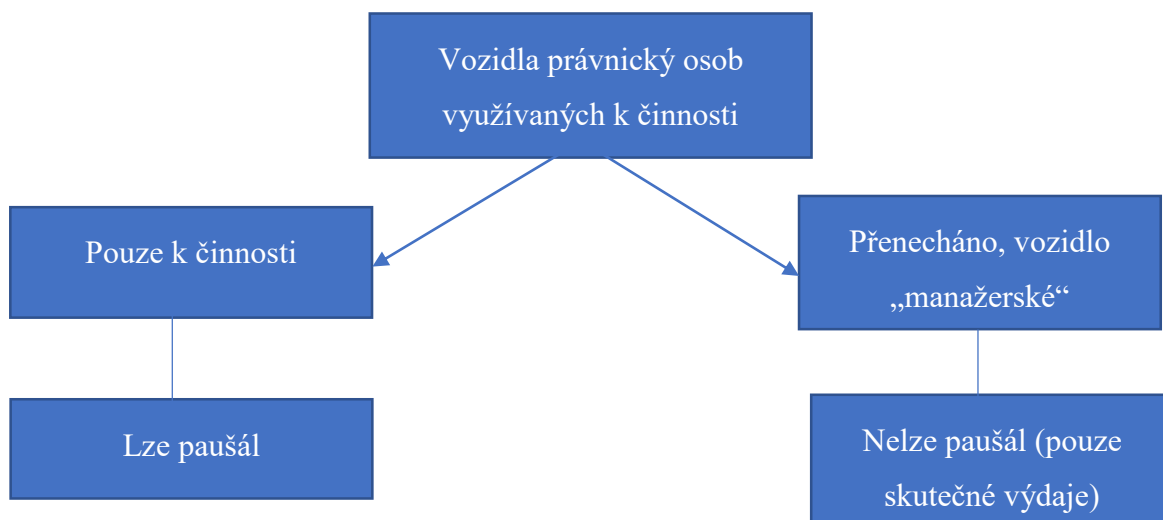 Vozidla právnický osob
využívaných k činnosti
Pouze k činnosti
Přenecháno, vozidlo
„manažerské“
Lze paušál
Nelze paušál (pouze
skutečné výdaje)